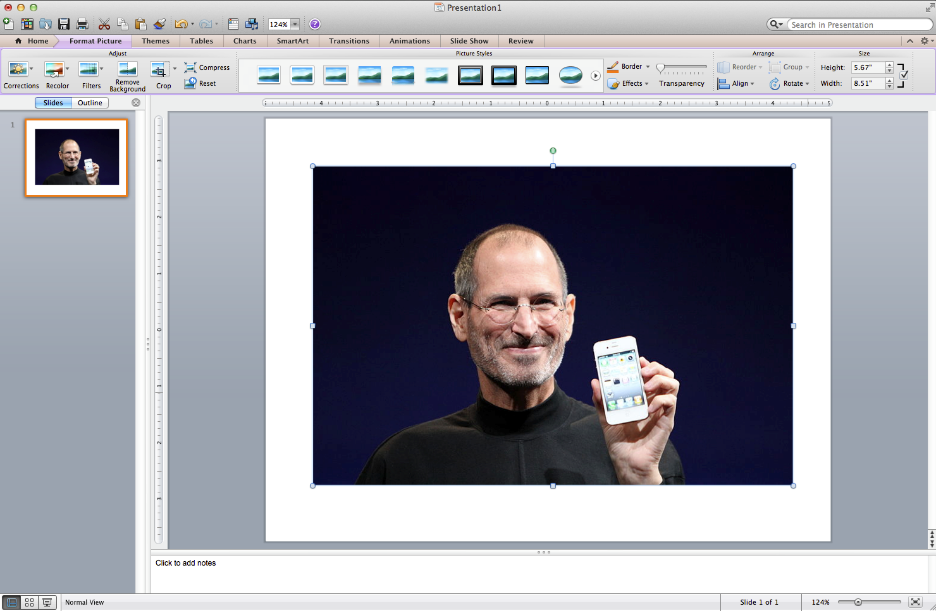 Presentation1
124%
Search in Presentation
Home Format Picture Themes Tables Charts SmartArt Transitions Animations Slide Show Review
Adjust Picture Styles Arrange Size
Corrections Recolor Filters Remove Background Crop Compress Reset
Border Effects Transparency
Reorder Group Align Rotate
Height: 5.67"
Width: 8.51"
Slides Outline
1
Click to add notes
Normal View Slide 1 of 1 124%